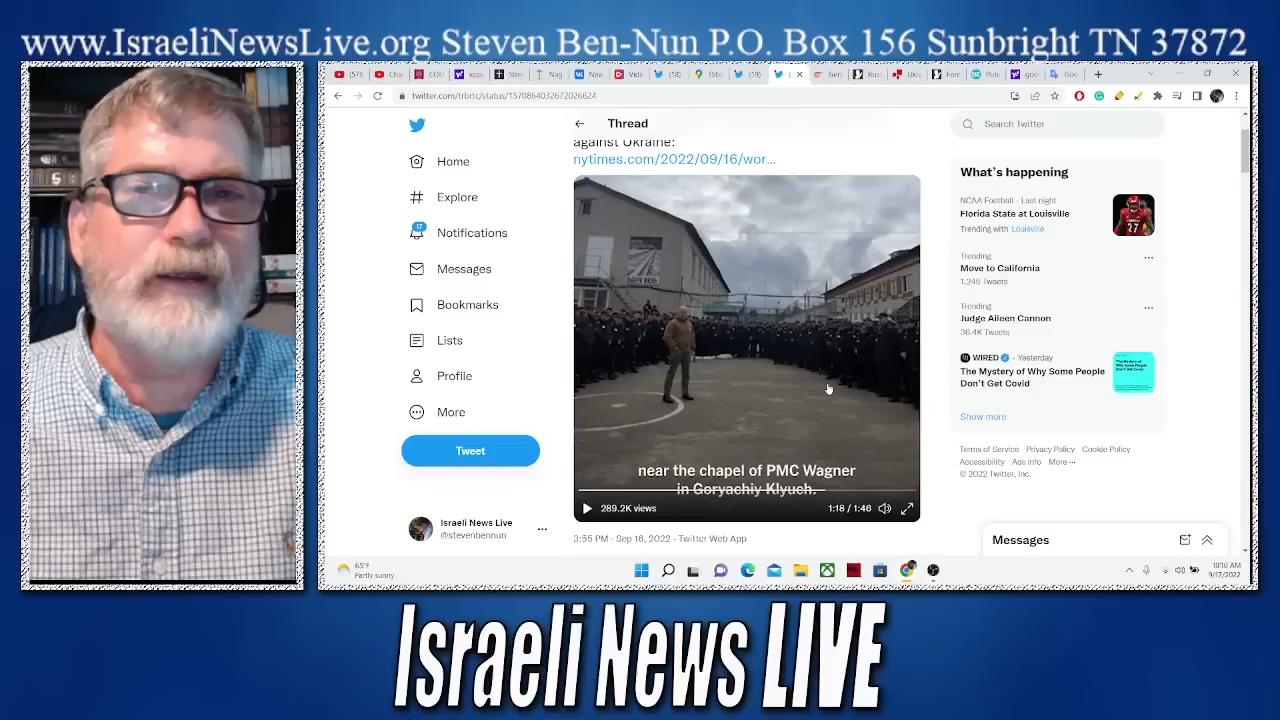 www.IsraeliNewsLive.org Steven Ben-Nun P.O. Box 156 Sunbright TN 37872
twitter.com/trbrtc/status/1570864032672026624
Home
Explore
17
Notifications
Messages
Bookmarks
Lists
Profile
More
Tweet
Israeli News Live
@stevenbennun
Thread
against Ukraine:
nytimes.com/2022/09/16/wor...
near the chapel of PMC Wagner
in Goryachiy Klyuch.
289.2K views
1:18 / 1:46
3:55 PM · Sep 16, 2022 · Twitter Web App
Search Twitter
What's happening
NCAA Football · Last night
Florida State at Louisville
Trending with Louisville
Trending
Move to California
1,245 Tweets
Trending
Judge Aileen Cannon
36.4K Tweets
WIRED · Yesterday
The Mystery of Why Some People
Don't Get Covid
Show more
Terms of Service Privacy Policy Cookie Policy
Accessibility Ads info More ···
© 2022 Twitter, Inc.
Messages
65°F
Partly sunny
10:10 AM
9/17/2022
Israeli News LIVE